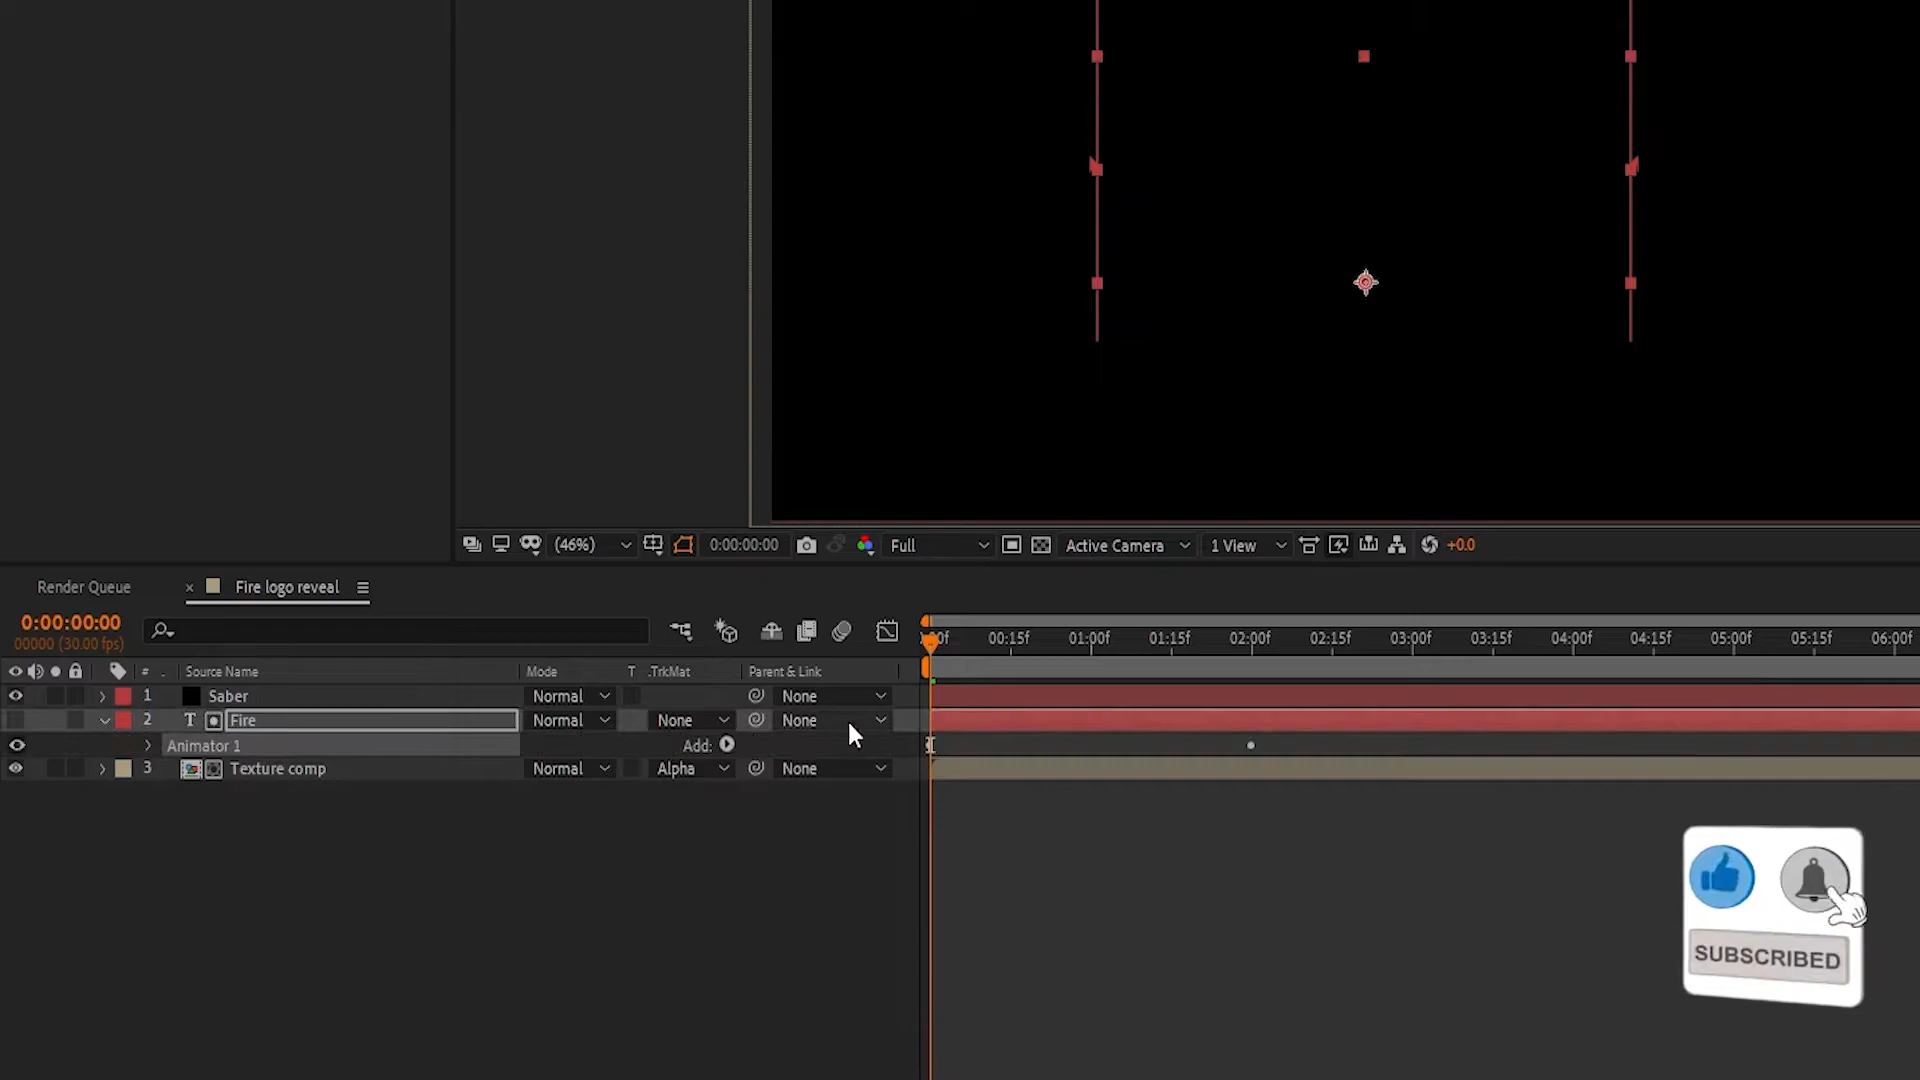 (46%) 0:00:00:00 Full Active Camera 1 View +0.0
Render Queue × Fire logo reveal
0:00:00:00
00000 (30.00 fps)
:00f 00:15f 01:00f 01:15f 02:00f 02:15f 03:00f 03:15f 04:00f 04:15f 05:00f 05:15f 06:00f
# . Source Name Mode T .TrkMat Parent & Link
1 Saber Normal None
2 T Fire Normal None None
Animator 1 Add:
3 Texture comp Normal Alpha None
SUBSCRIBED